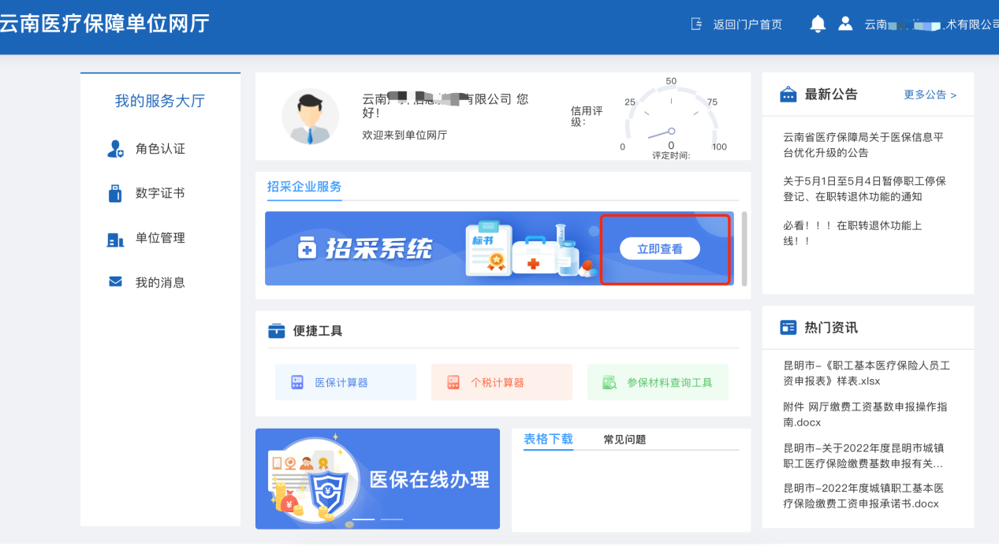 云南医疗保障单位网厅
返回门户首页
云南
术有限公司
我的服务大厅
角色认证
数字证书
单位管理
我的消息
云南
有限公司 您
好！
欢迎来到单位网厅
信用评
级：
0
25
50
75
100
0
评定时间:
招采企业服务
招采系统
标书
立即查看
便捷工具
医保计算器
个税计算器
参保材料查询工具
医保在线办理
表格下载
常见问题
最新公告
更多公告 >
云南省医疗保障局关于医保信息平
台优化升级的公告
关于5月1日至5月4日暂停职工停保
登记、在职转退休功能的通知
必看！！！在职转退休功能上
线！！
热门资讯
昆明市-《职工基本医疗保险人员工
资申报表》样表.xlsx
附件 网厅缴费工资基数申报操作指
南.docx
昆明市-关于2022年度昆明市城镇
职工医疗保险缴费基数申报有关...
昆明市-2022年度城镇职工基本医
疗保险缴费工资申报承诺书.docx